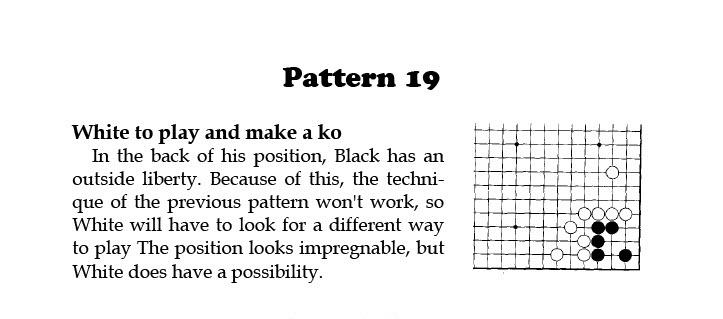 Pattern 19
White to play and make a ko
In the back of his position, Black has an
outside liberty. Because of this, the techni-
que of the previous pattern won't work, so
White will have to look for a different way
to play The position looks impregnable, but
White does have a possibility.